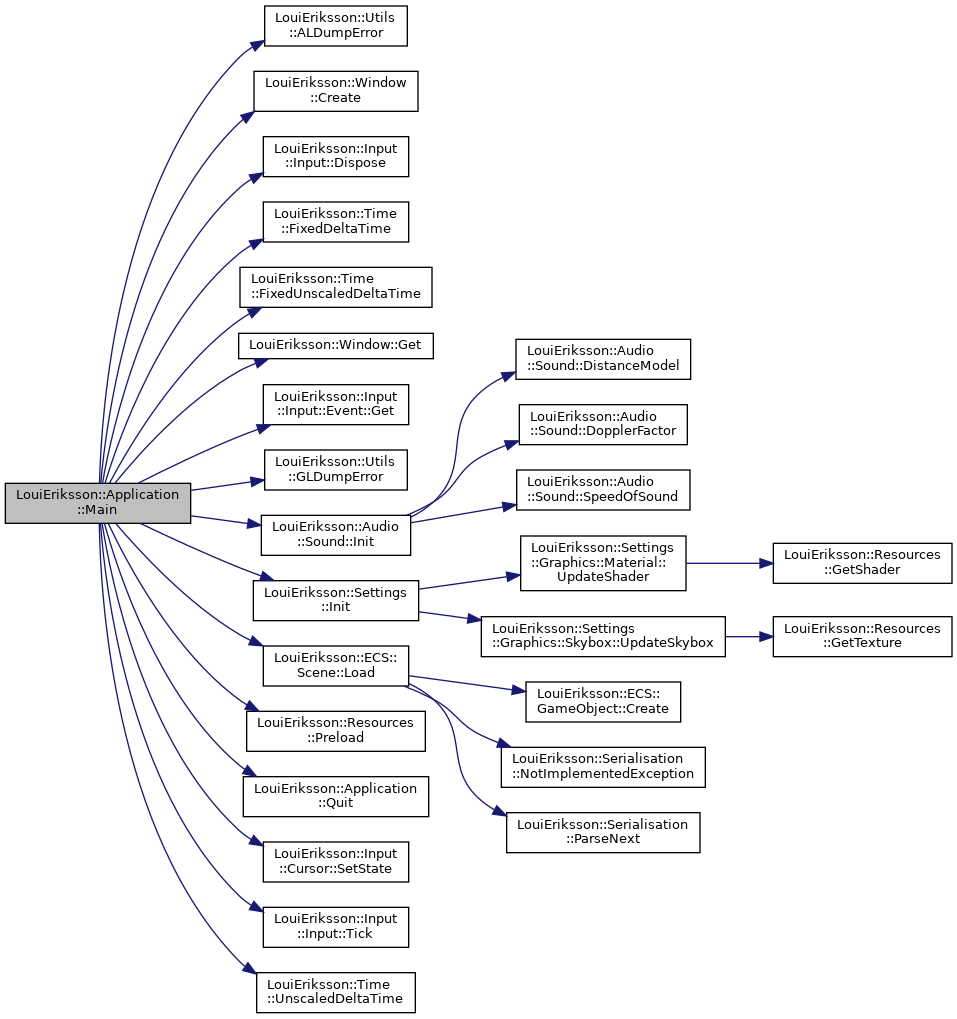 LouiEriksson::Utils
::ALDumpError
LouiEriksson::Window
::Create
LouiEriksson::Input
::Input::Dispose
LouiEriksson::Time
::FixedDeltaTime
LouiEriksson::Time
::FixedUnscaledDeltaTime
LouiEriksson::Window::Get
LouiEriksson::Input
::Input::Event::Get
LouiEriksson::Utils
::GLDumpError
LouiEriksson::Application
::Main
LouiEriksson::Audio
::Sound::Init
LouiEriksson::Audio
::Sound::DistanceModel
LouiEriksson::Audio
::Sound::DopplerFactor
LouiEriksson::Audio
::Sound::SpeedOfSound
LouiEriksson::Settings
::Init
LouiEriksson::Settings
::Graphics::Material::
UpdateShader
LouiEriksson::Resources
::GetShader
LouiEriksson::Settings
::Graphics::Skybox::UpdateSkybox
LouiEriksson::Resources
::GetTexture
LouiEriksson::ECS::
Scene::Load
LouiEriksson::ECS::
GameObject::Create
LouiEriksson::Serialisation
::NotImplementedException
LouiEriksson::Serialisation
::ParseNext
LouiEriksson::Resources
::Preload
LouiEriksson::Application
::Quit
LouiEriksson::Input
::Cursor::SetState
LouiEriksson::Input
::Input::Tick
LouiEriksson::Time
::UnscaledDeltaTime